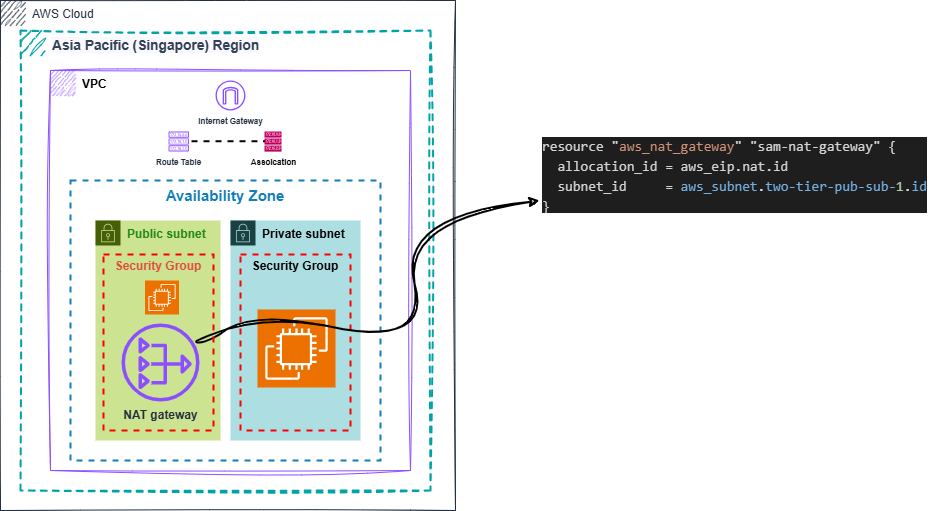 AWS Cloud
Asia Pacific (Singapore) Region
VPC
Internet Gateway
Route Table
Assoication
Availability Zone
Public subnet
Private subnet
Security Group
Security Group
NAT gateway
resource "aws_nat_gateway" "sam-nat-gateway" {
allocation_id = aws_eip.nat.id
subnet_id = aws_subnet.two-tier-pub-sub-1.id
}